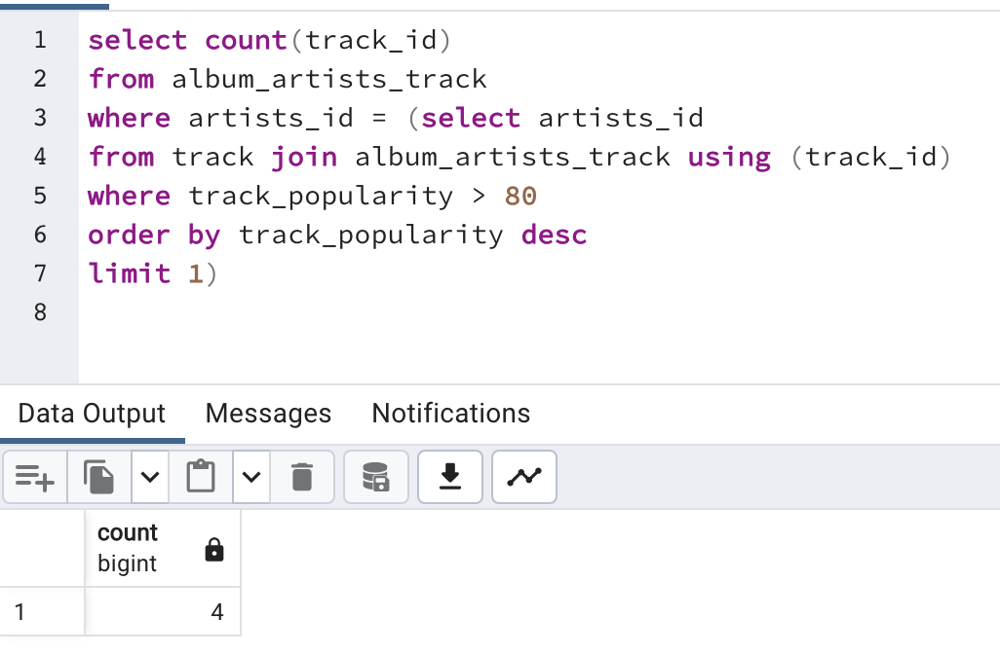 1 select count(track_id)
2 from album_artists_track
3 where artists_id = (select artists_id
4 from track join album_artists_track using (track_id)
5 where track_popularity > 80
6 order by track_popularity desc
7 limit 1)
8
Data Output Messages Notifications
count
bigint
1 4